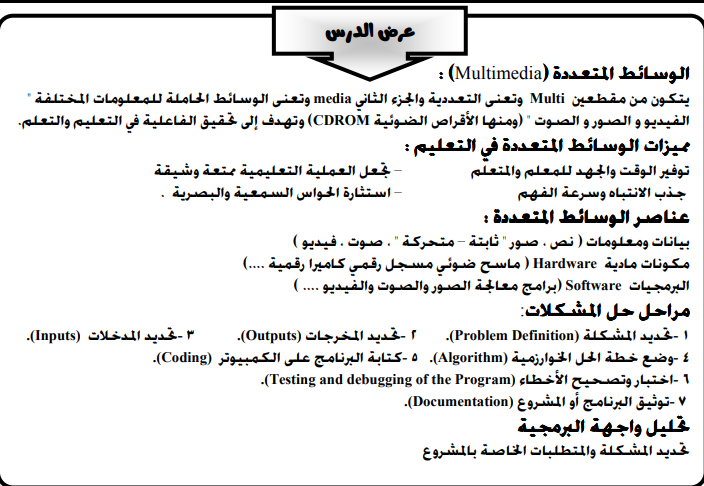 عرض الدرس
الوسائط المتعددة (Multimedia) :
يتكون من مقطعين Multi وتعنى التعددية والجزء الثاني media وتعنى الوسائط الحاملة للمعلومات المختلفة "
الفيديو و الصور و الصوت " (ومنها الأقراص الضوئية CDROM) وتهدف إلى تحقيق الفاعلية في التعليم والتعلم.
مميزات الوسائط المتعددة في التعليم :
توفير الوقت والجهد للمعلم والمتعلم – تجعل العملية التعليمية ممتعة وشيقة
جذب الانتباه وسرعة الفهم – استثارة الحواس السمعية والبصرية .
عناصر الوسائط المتعددة :
بيانات ومعلومات ( نص . صور " ثابتة – متحركة " . صوت . فيديو )
مكونات مادية Hardware ( ماسح ضوئي مسجل رقمي كاميرا رقمية ....)
البرمجيات Software (برامج معالجة الصور والصوت والفيديو .... )
مراحل حل المشكلات:
١ -تحديد المشكلة (Problem Definition). ٢ -تحديد المخرجات (Outputs). ٣ -تحديد المدخلات (Inputs).
٤ -وضع خطة الحل الخوارزمية (Algorithm). ٥ -كتابة البرنامج على الكمبيوتر (Coding).
٦ -اختبار وتصحيح الأخطاء (Testing and debugging of the Program).
٧ -توثيق البرنامج أو المشروع (Documentation).
تحليل واجهة البرمجية
تحديد المشكلة والمتطلبات الخاصة بالمشروع